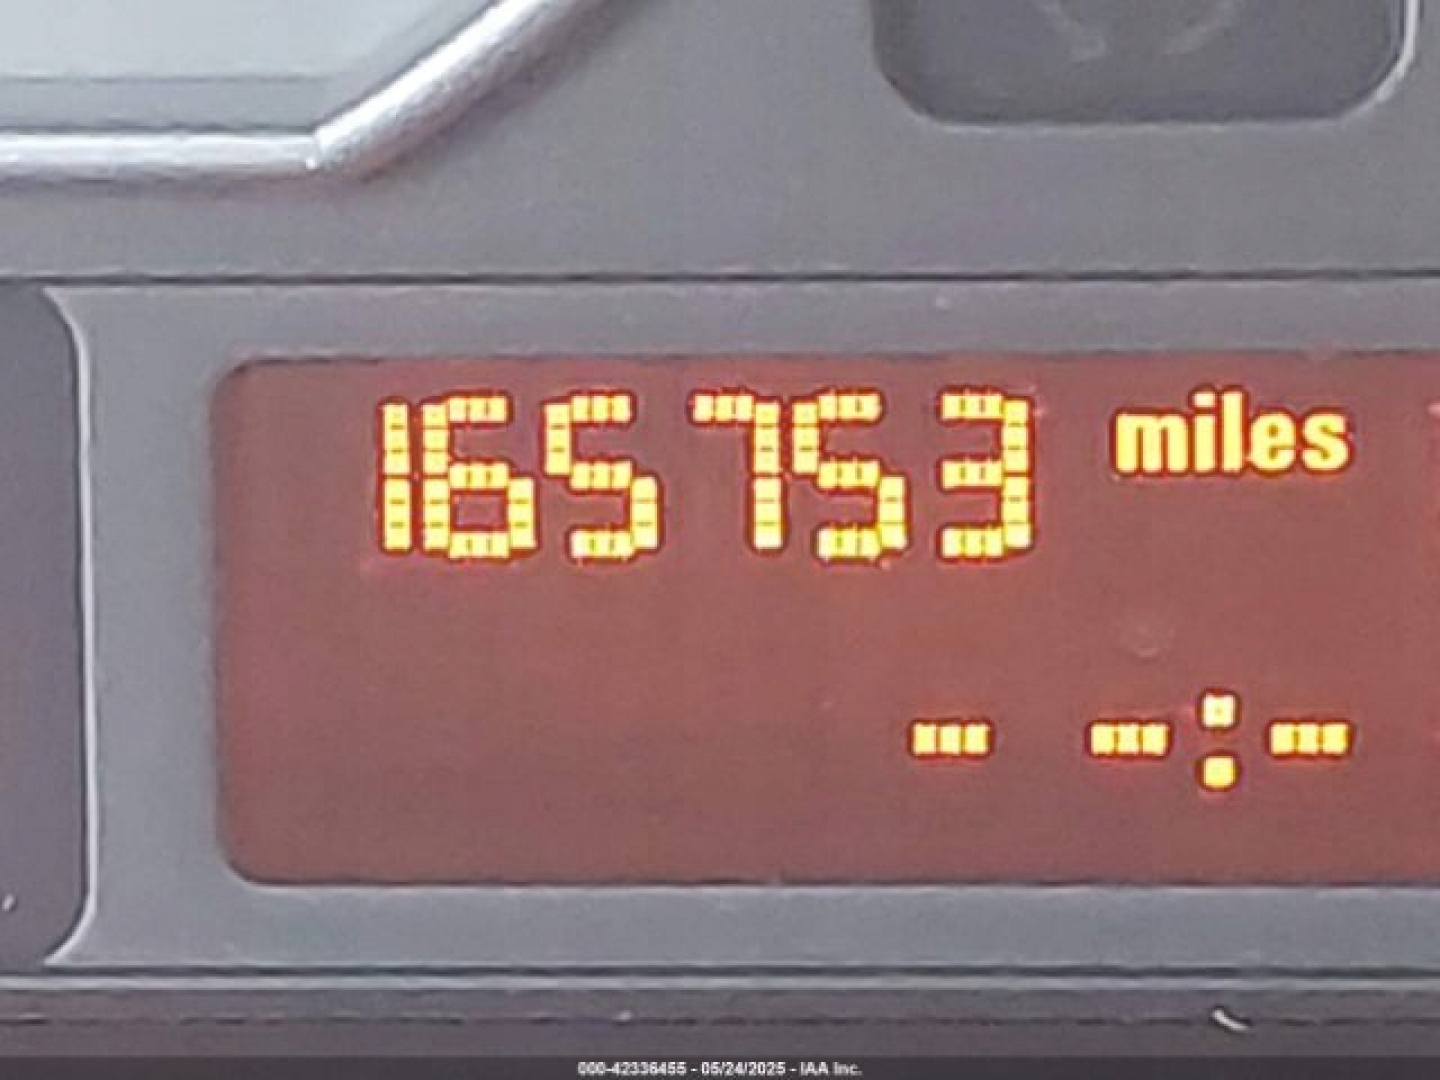 165753 miles
- -:-
000-42336455 - 05/24/2025 - IAA Inc.